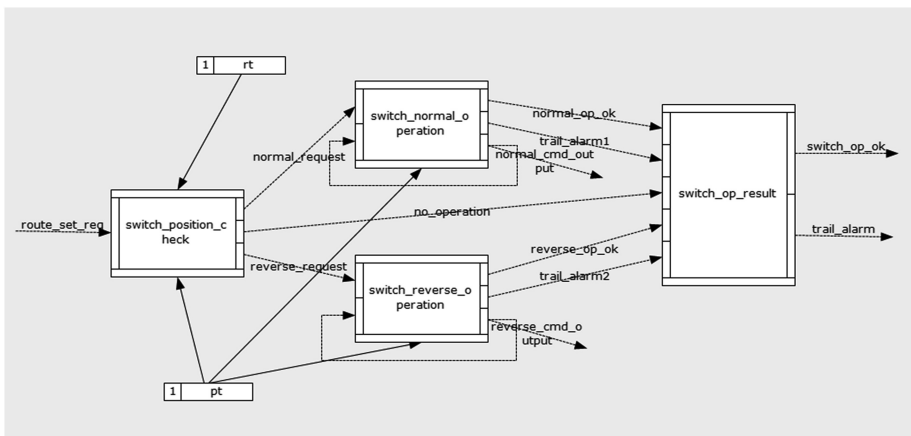 1 rt
switch_normal_o
peration
normal_op_ok
trail_alarm1
normal_cmd_out
put
normal_request
switch_op_ok
switch_op_result
route_set_req
switch_position_c
heck
no_operation
trail_alarm
reverse_request
reverse_op_ok
trail_alarm2
switch_reverse_o
peration
reverse_cmd_o
utput
1 pt